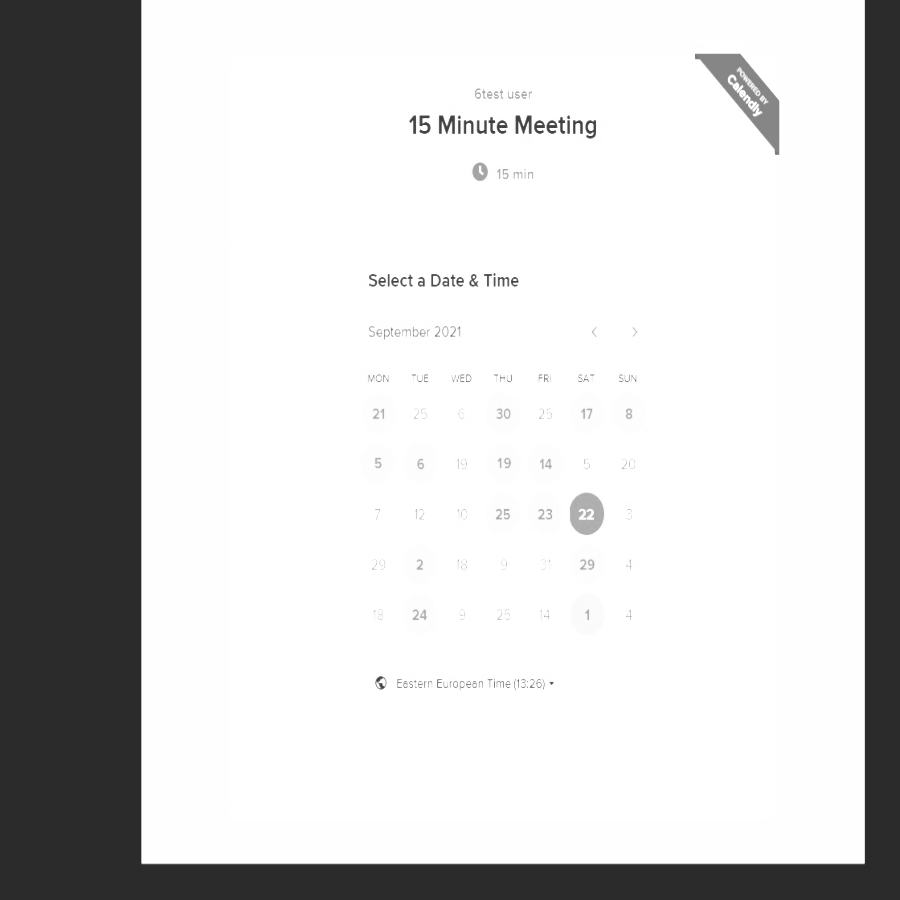 POWERED BY
Calendly
6test user
15 Minute Meeting
15 min
Select a Date & Time
September 2021
MON TUE WED THU FRI SAT SUN
21 25 6 30 25 17 8
5 6 19 19 14 5 20
7 12 10 25 23 22 3
29 2 18 9 31 29 4
18 24 9 25 14 1 4
Eastern European Time (13:26)